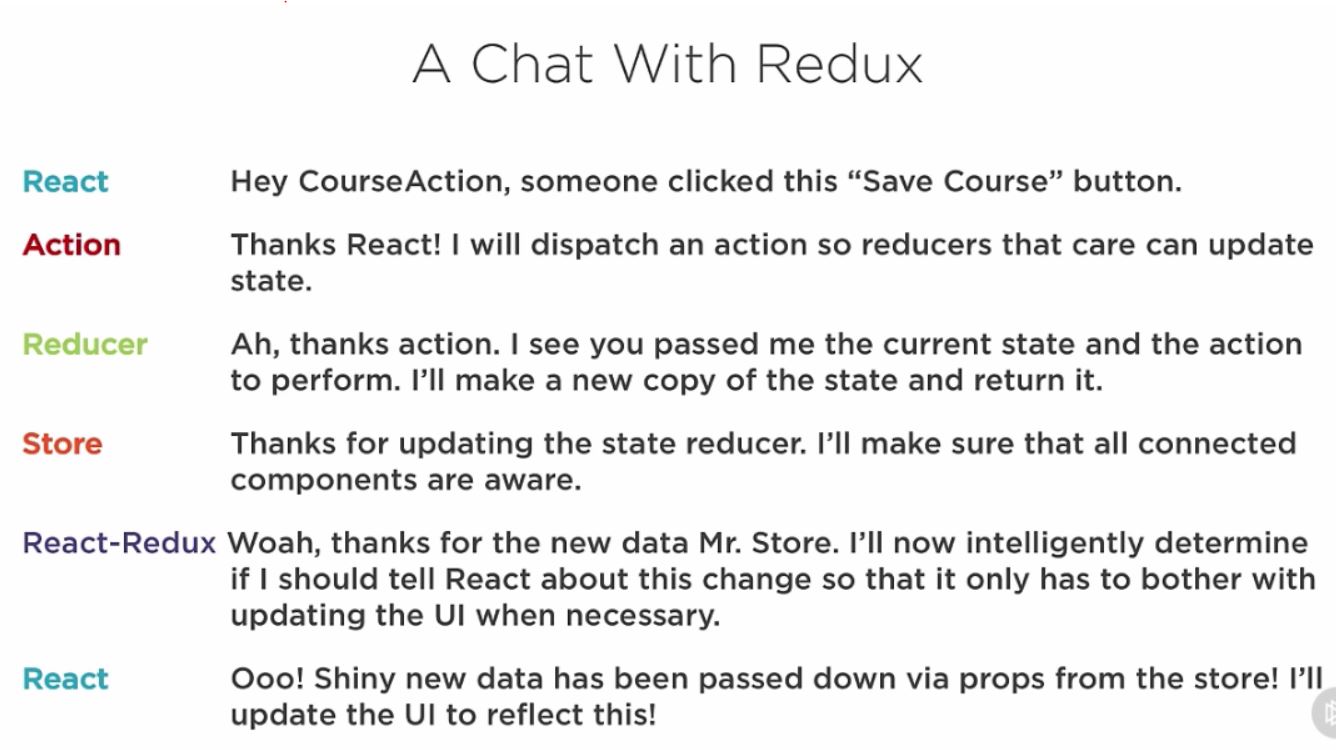 A Chat With Redux
React Hey CourseAction, someone clicked this “Save Course” button.
Action Thanks React! I will dispatch an action so reducers that care can update
state.
Reducer Ah, thanks action. I see you passed me the current state and the action
to perform. I’ll make a new copy of the state and return it.
Store Thanks for updating the state reducer. I’ll make sure that all connected
components are aware.
React-Redux Woah, thanks for the new data Mr. Store. I’ll now intelligently determine
if I should tell React about this change so that it only has to bother with
updating the UI when necessary.
React Ooo! Shiny new data has been passed down via props from the store! I’ll
update the UI to reflect this!